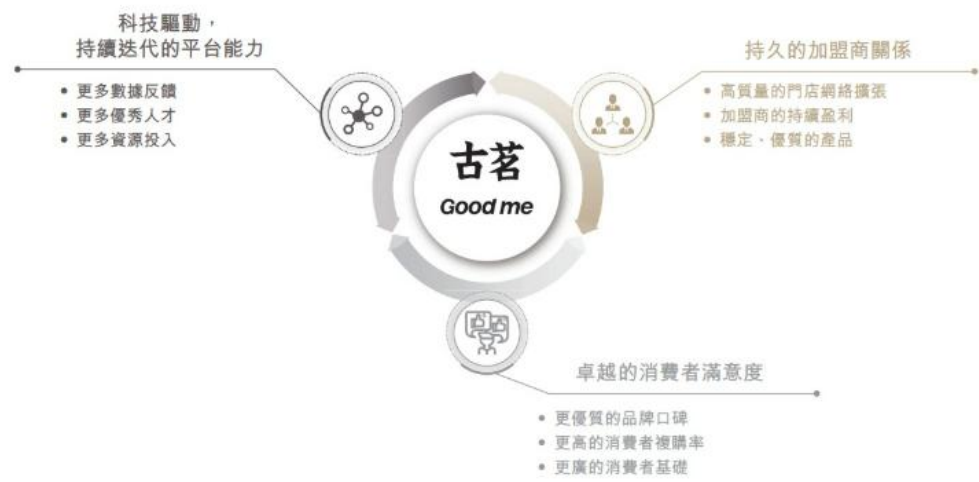 科技驅動，
持續迭代的平台能力
• 更多數據反饋
• 更多優秀人才
• 更多資源投入
持久的加盟商關係
• 高質量的門店網絡擴張
• 加盟商的持續盈利
• 穩定、優質的產品
古茗
Good me
卓越的消費者滿意度
• 更優質的品牌口碑
• 更高的消費者複購率
• 更廣的消費者基礎